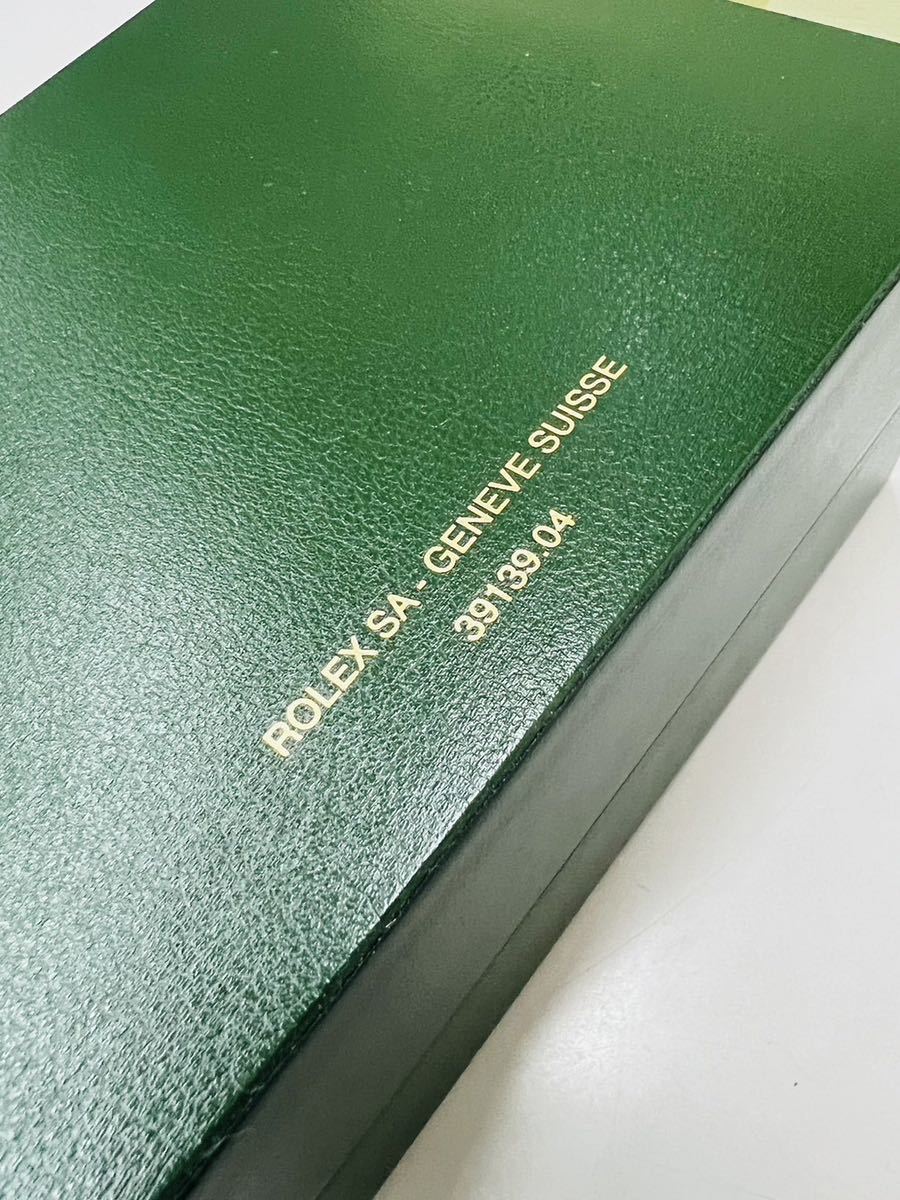 ROLEX SA - GENEVE SUISSE
39139.04